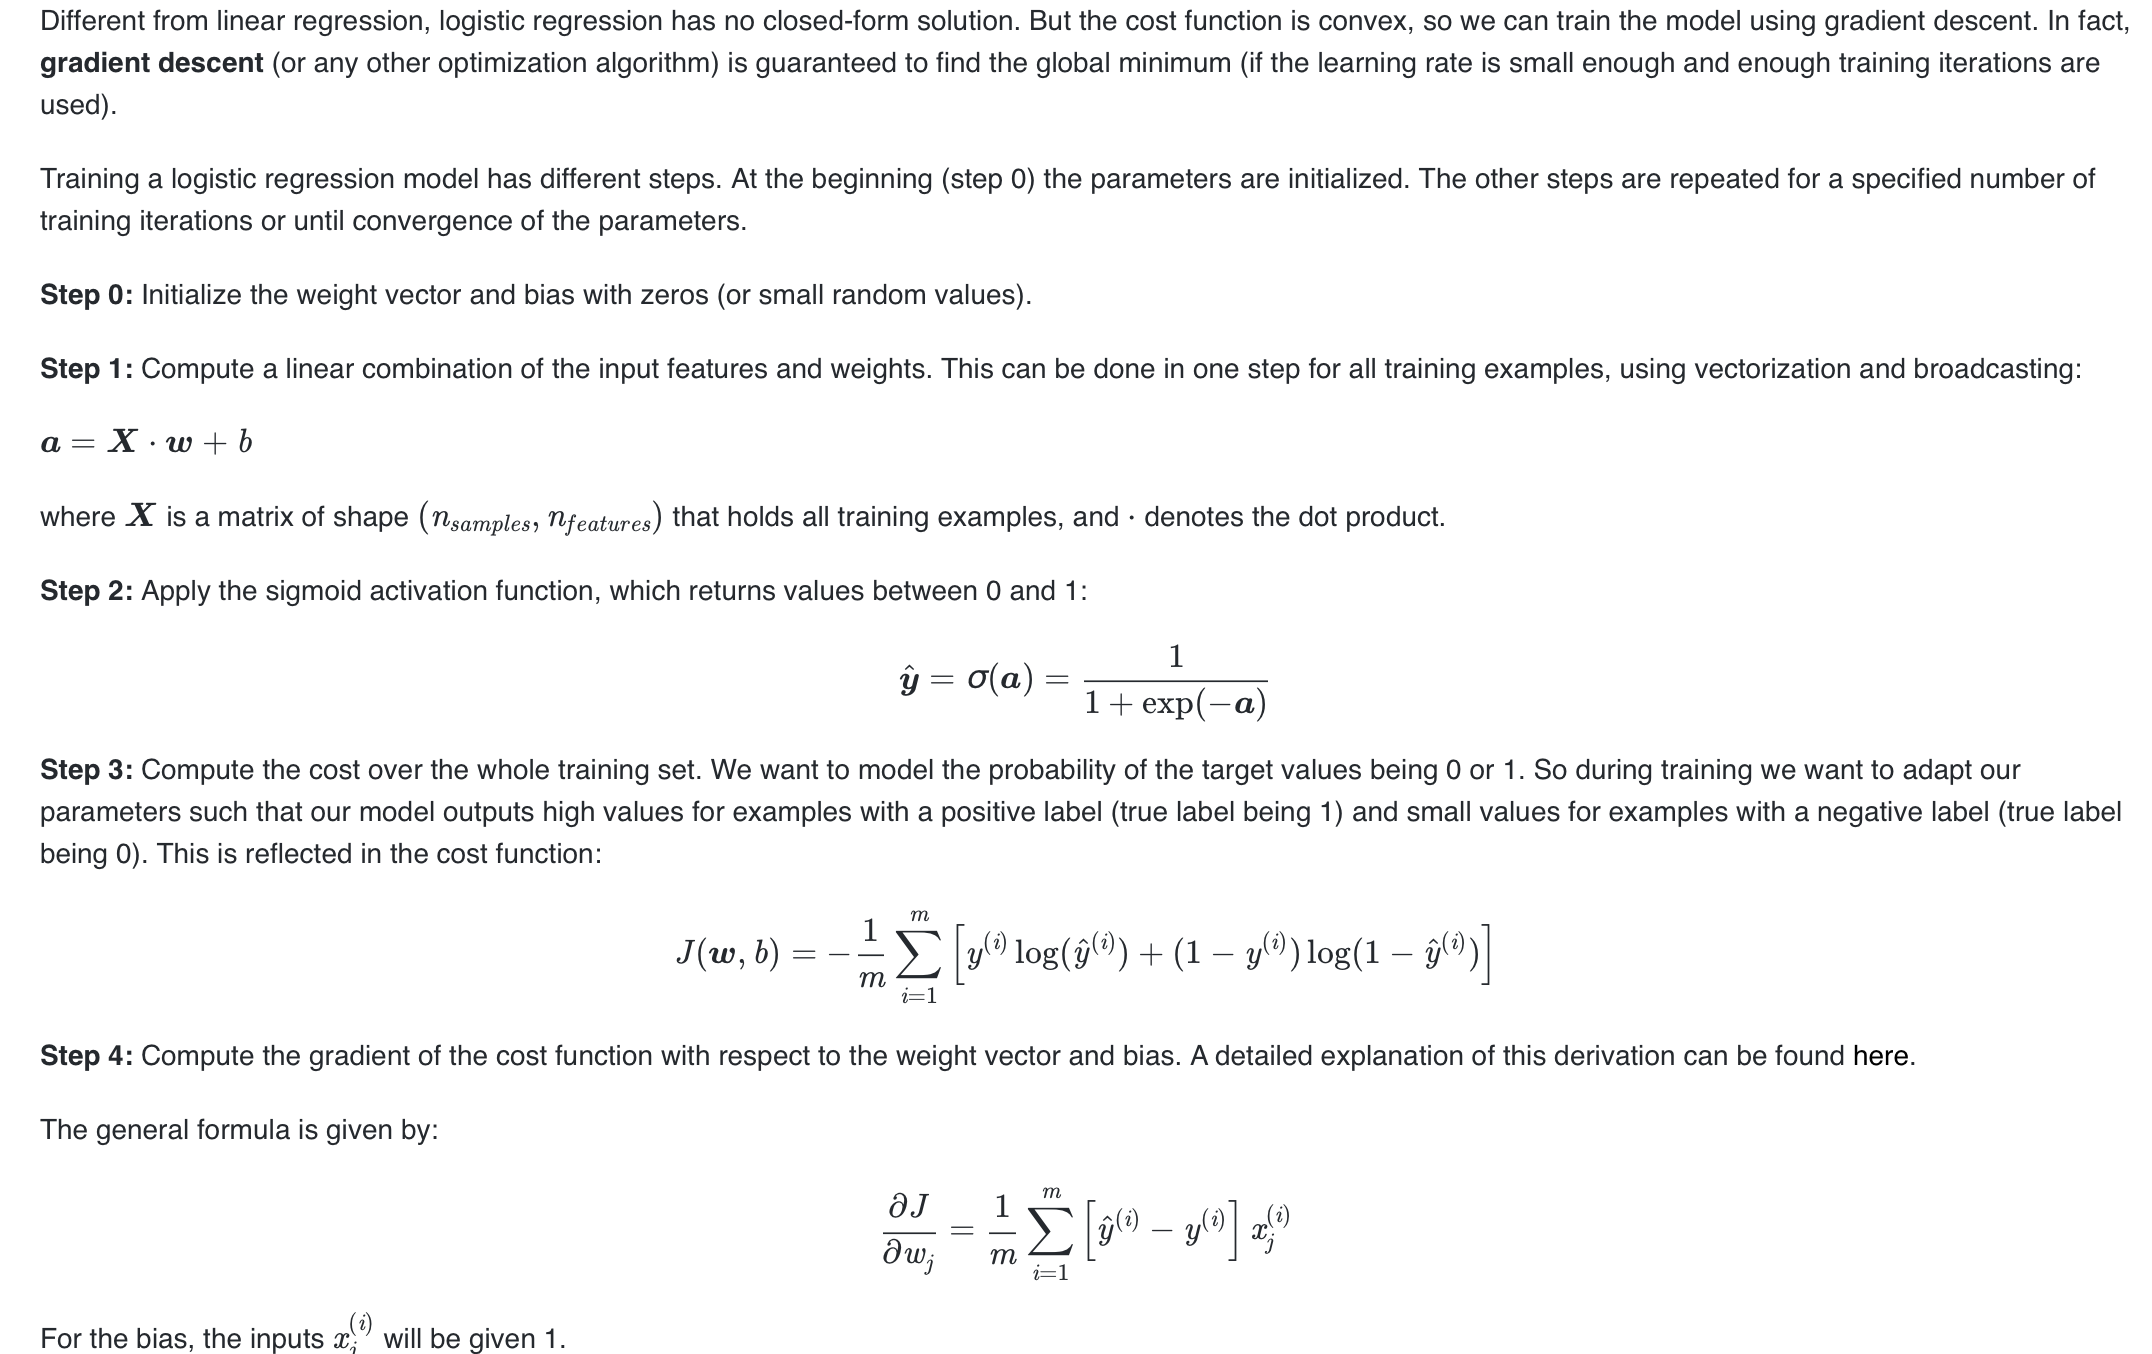 Different from linear regression, logistic regression has no closed-form solution. But the cost function is convex, so we can train the model using gradient descent. In fact,
gradient descent (or any other optimization algorithm) is guaranteed to find the global minimum (if the learning rate is small enough and enough training iterations are
used).
Training a logistic regression model has different steps. At the beginning (step 0) the parameters are initialized. The other steps are repeated for a specified number of
training iterations or until convergence of the parameters.
Step 0: Initialize the weight vector and bias with zeros (or small random values).
Step 1: Compute a linear combination of the input features and weights. This can be done in one step for all training examples, using vectorization and broadcasting:
$\boldsymbol{a} = \boldsymbol{X} \cdot \boldsymbol{w} + b$
where $\boldsymbol{X}$ is a matrix of shape $(n_{samples}, n_{features})$ that holds all training examples, and $\cdot$ denotes the dot product.
Step 2: Apply the sigmoid activation function, which returns values between 0 and 1:
$\hat{\boldsymbol{y}} = \sigma(\boldsymbol{a}) = \frac{1}{1 + \exp(-\boldsymbol{a})}$
Step 3: Compute the cost over the whole training set. We want to model the probability of the target values being 0 or 1. So during training we want to adapt our
parameters such that our model outputs high values for examples with a positive label (true label being 1) and small values for examples with a negative label (true label
being 0). This is reflected in the cost function:
$J(\boldsymbol{w}, b) = -\frac{1}{m} \sum_{i=1}^{m} \left[ y^{(i)} \log(\hat{y}^{(i)}) + (1 - y^{(i)}) \log(1 - \hat{y}^{(i)}) \right]$
Step 4: Compute the gradient of the cost function with respect to the weight vector and bias. A detailed explanation of this derivation can be found here.
The general formula is given by:
$\frac{\partial J}{\partial w_j} = \frac{1}{m} \sum_{i=1}^{m} \left[ \hat{y}^{(i)} - y^{(i)} \right] x_j^{(i)}$
For the bias, the inputs $x_j^{(i)}$ will be given 1.